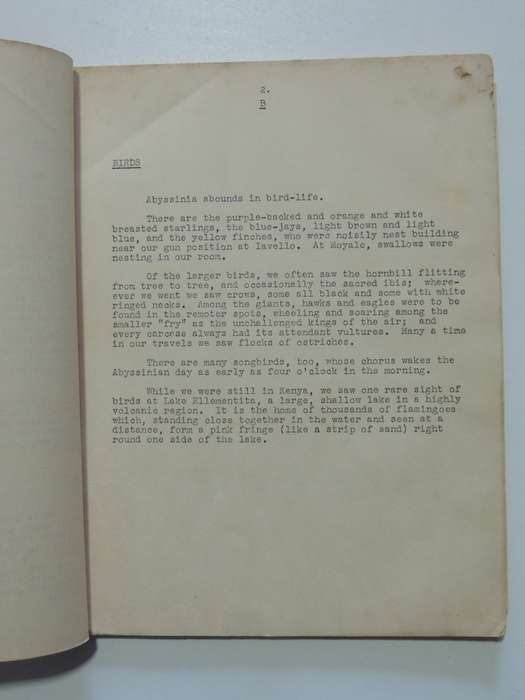 2.
B
BIRDS
Abyssinia abounds in bird-life.
There are the purple-backed and orange and white
breasted starlings, the blue-jays, light brown and light
blue, and the yellow finches, who were noisily nest building
near our gun position at Iavello. At Moyale, swallows were
nesting in our room.
Of the larger birds, we often saw the hornbill flitting
from tree to tree, and occasionally the sacred ibis; where-
ever we went we saw crows, some all black and some with white
ringed necks. Among the giants, hawks and eagles were to be
found in the remoter spots, wheeling and soaring among the
smaller "fry" as the unchallenged kings of the air; and
every carcase always had its attendant vultures. Many a time
in our travels we saw flocks of ostriches.
There are many songbirds, too, whose chorus wakes the
Abyssinian day as early as four o'clock in the morning.
While we were still in Kenya, we saw one rare sight of
birds at Lake Ellementita, a large, shallow lake in a highly
volcanic region. It is the home of thousands of flamingoes
which, standing close together in the water and seen at a
distance, form a pink fringe (like a strip of sand) right
round one side of the lake.